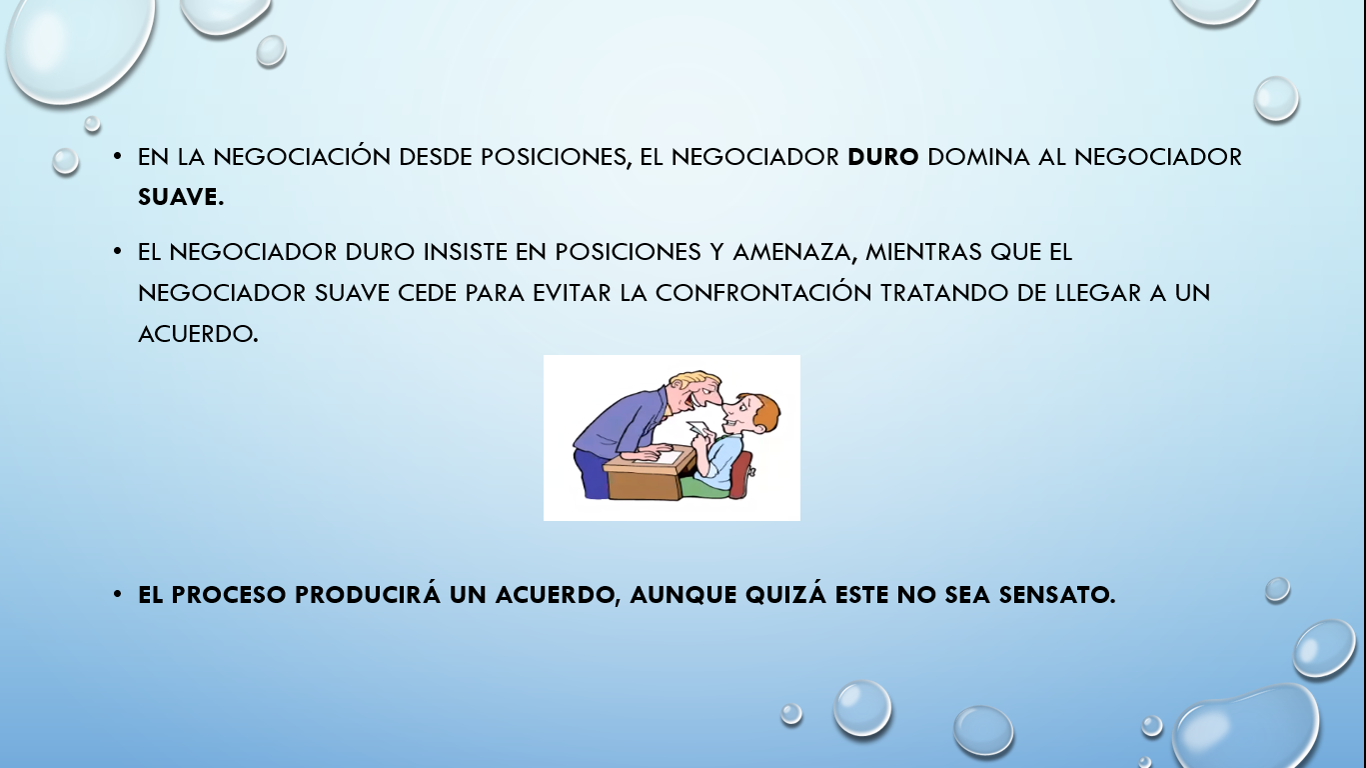 • EN LA NEGOCIACIÓN DESDE POSICIONES, EL NEGOCIADOR DURO DOMINA AL NEGOCIADOR
SUAVE.
• EL NEGOCIADOR DURO INSISTE EN POSICIONES Y AMENAZA, MIENTRAS QUE EL
NEGOCIADOR SUAVE CEDE PARA EVITAR LA CONFRONTACIÓN TRATANDO DE LLEGAR A UN
ACUERDO.
• EL PROCESO PRODUCIRÁ UN ACUERDO, AUNQUE QUIZÁ ESTE NO SEA SENSATO.